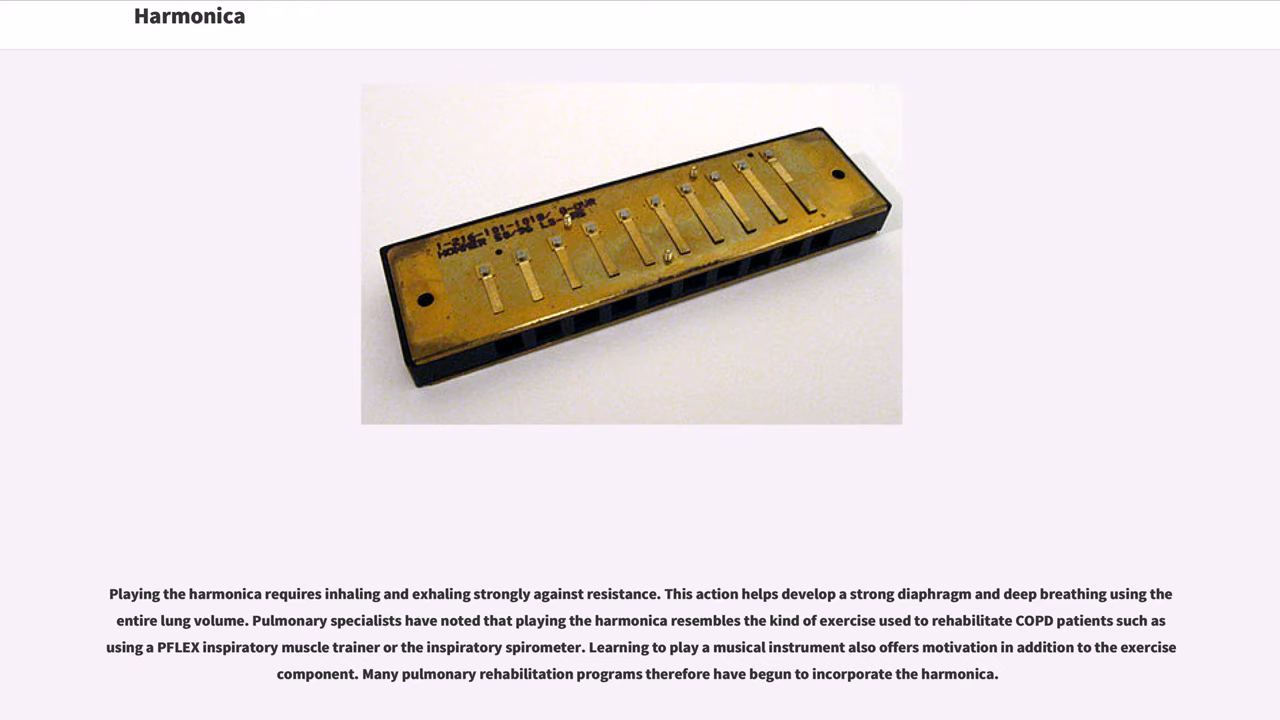 Harmonica
HOHNER
Playing the harmonica requires inhaling and exhaling strongly against resistance. This action helps develop a strong diaphragm and deep breathing using the
entire lung volume. Pulmonary specialists have noted that playing the harmonica resembles the kind of exercise used to rehabilitate COPD patients such as
using a PFLEX inspiratory muscle trainer or the inspiratory spirometer. Learning to play a musical instrument also offers motivation in addition to the exercise
component. Many pulmonary rehabilitation programs therefore have begun to incorporate the harmonica.